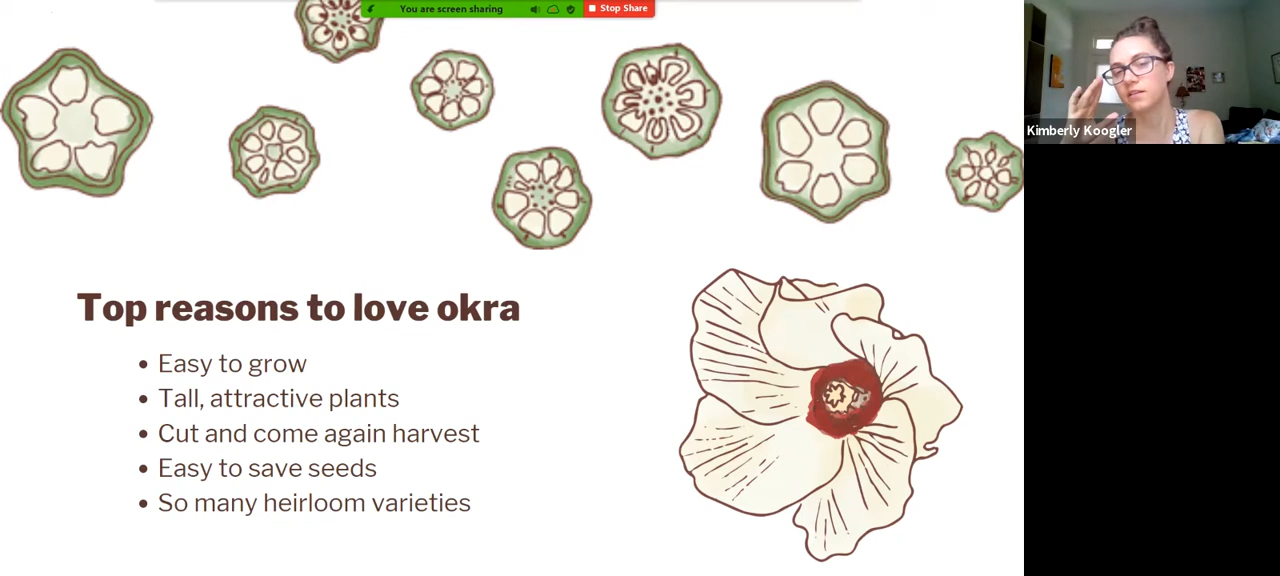 You are screen sharing
Stop Share
Kimberly Koogler
Top reasons to love okra
• Easy to grow
• Tall, attractive plants
• Cut and come again harvest
• Easy to save seeds
• So many heirloom varieties